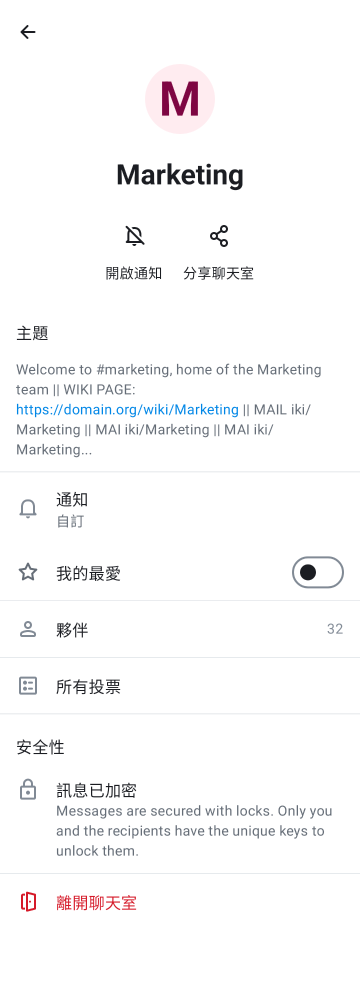 M
Marketing
開啟通知
分享聊天室
主題
Welcome to #marketing, home of the Marketing
team || WIKI PAGE:
https://domain.org/wiki/Marketing || MAIL iki/
Marketing || MAI iki/Marketing || MAI iki/
Marketing...
通知
自訂
我的最愛
夥伴
32
所有投票
安全性
訊息已加密
Messages are secured with locks. Only you
and the recipients have the unique keys to
unlock them.
離開聊天室